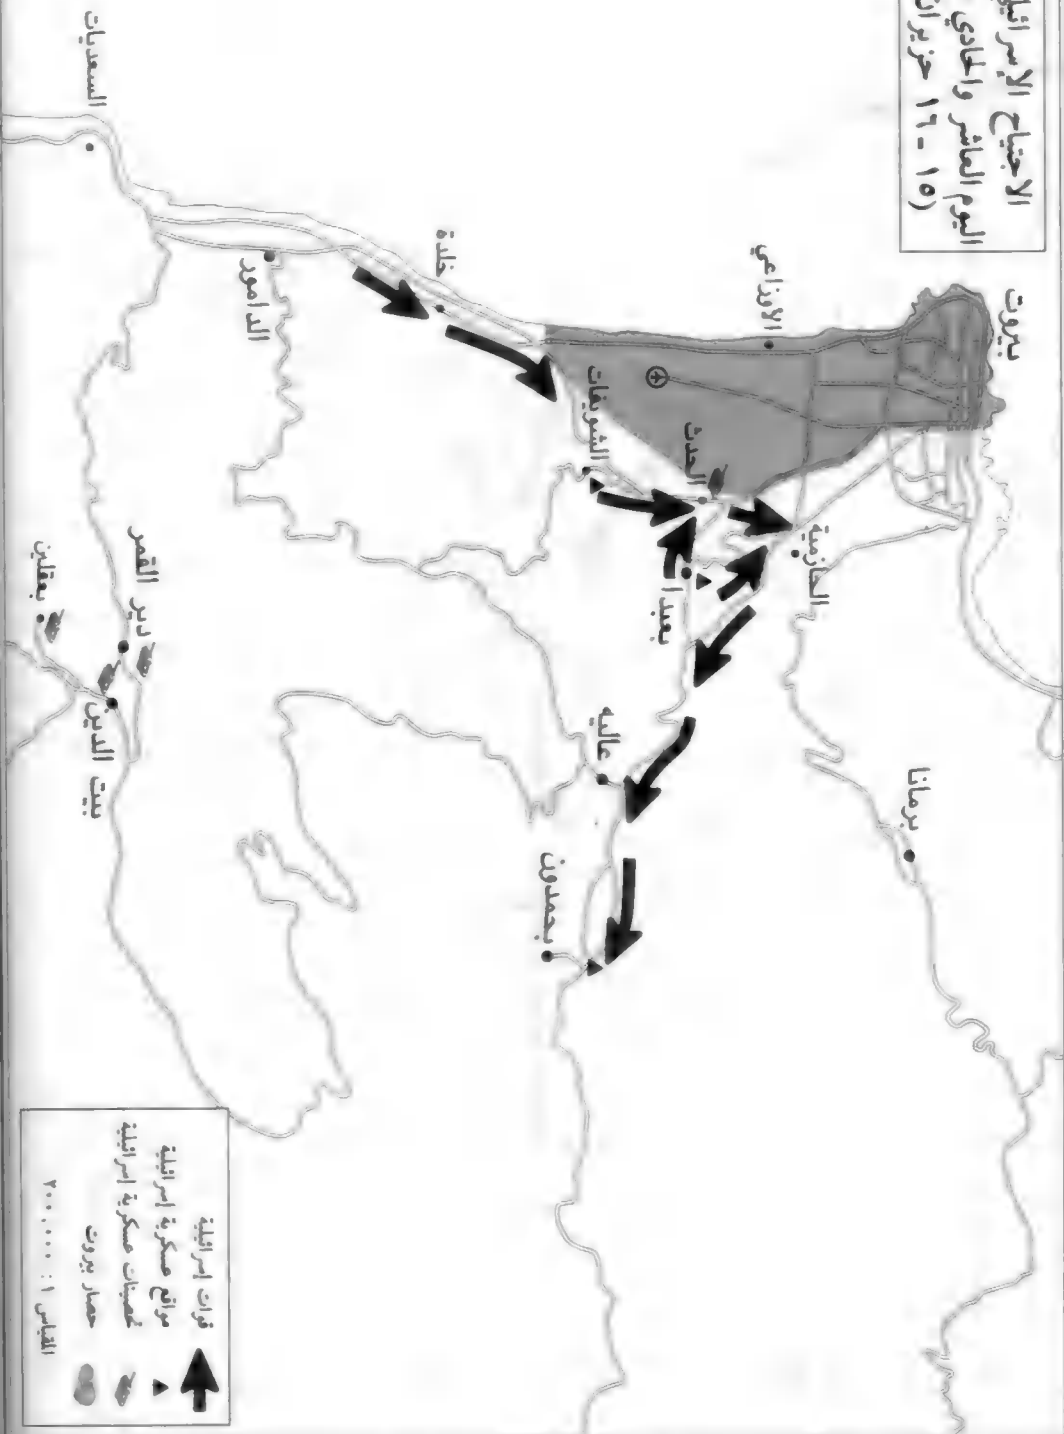 الاجتياح الإسرائيلي
اليوم العاشر والحادي
(١٥ - ١٦ حزيران
بيروت
الأوزاعي
خلدة
الدامور
السعديات
الشويفات
الحدث
الحازمية
بعبدا
عاليه
بحمدون
برمانا
دير القمر
بعقلين
بيت الدين
قوات إسرائيلية
مواقع عسكرية إسرائيلية
تحصينات عسكرية إسرائيلية
حصار بيروت
المقياس ١ : ٢٠٠,٠٠٠